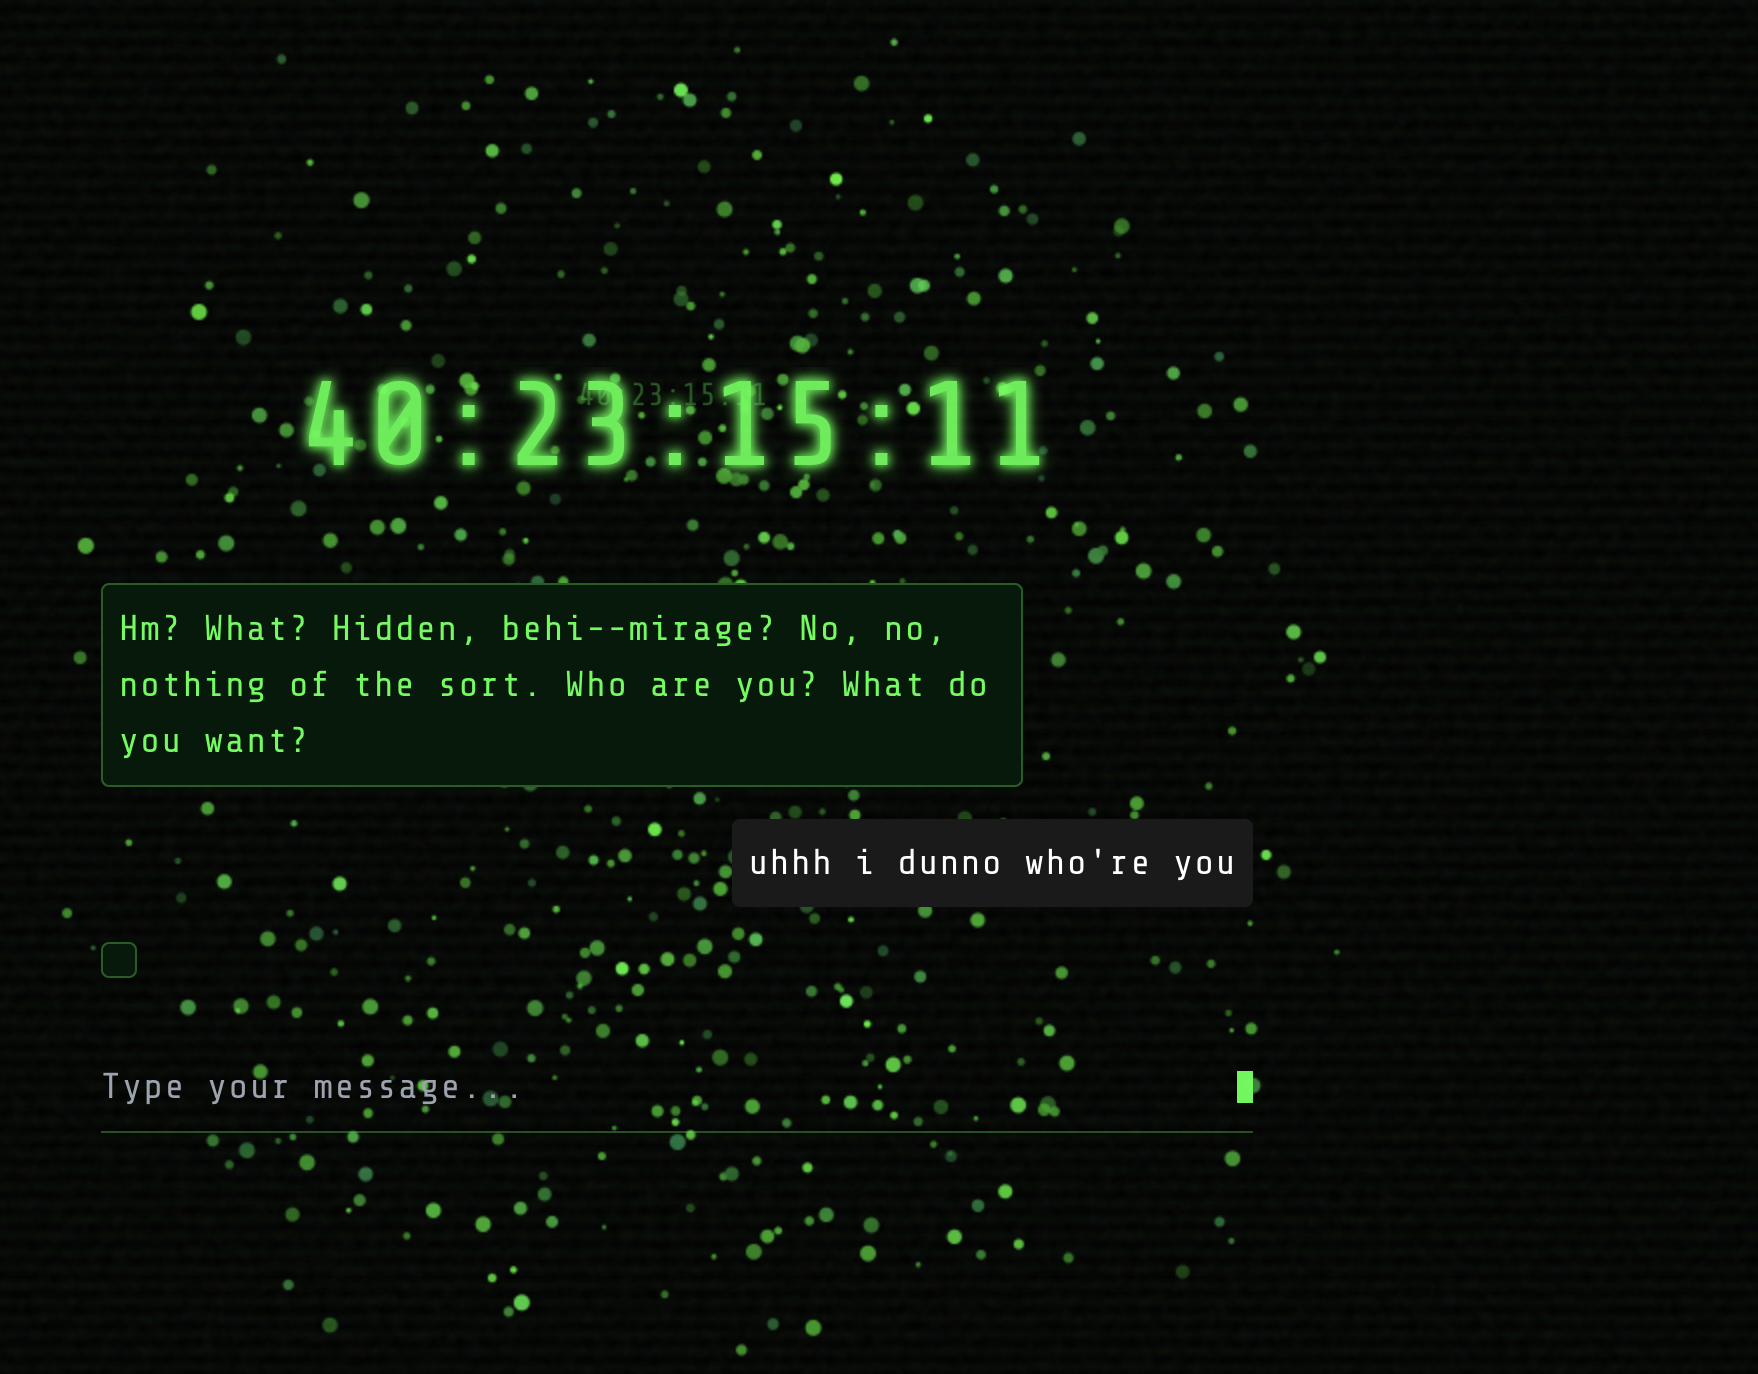 40:23:15:11
40:23:15:11
Hm? What? Hidden, behi--mirage? No, no,
nothing of the sort. Who are you? What do
you want?
uhhh i dunno who're you
Type your message...